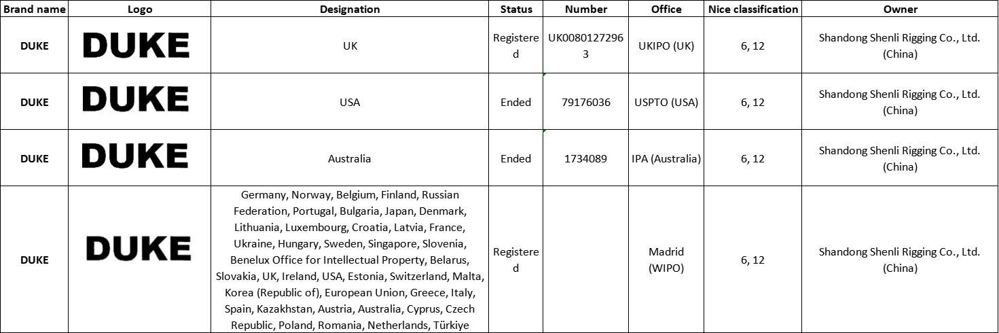 Brand name Logo Designation Status Number Office Nice classification Owner
DUKE DUKE UK Registere UK0080127296 UKIPO (UK) 6, 12 Shandong Shenli Rigging Co., Ltd.
d 3 (China)
DUKE DUKE USA Ended 79176036 USPTO (USA) 6, 12 Shandong Shenli Rigging Co., Ltd.
(China)
DUKE DUKE Australia Ended 1734089 IPA (Australia) 6, 12 Shandong Shenli Rigging Co., Ltd.
(China)
DUKE DUKE
Germany, Norway, Belgium, Finland, Russian
Federation, Portugal, Bulgaria, Japan, Denmark,
Lithuania, Luxembourg, Croatia, Latvia, France,
Ukraine, Hungary, Sweden, Singapore, Slovenia,
Benelux Office for Intellectual Property, Belarus,
Slovakia, UK, Ireland, USA, Estonia, Switzerland, Malta,
Korea (Republic of), European Union, Greece, Italy,
Spain, Kazakhstan, Austria, Australia, Cyprus, Czech
Republic, Poland, Romania, Netherlands, Türkiye
Registere
d
Madrid
(WIPO)
6, 12
Shandong Shenli Rigging Co., Ltd.
(China)